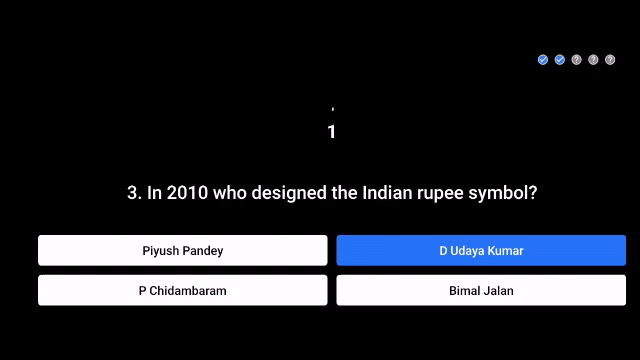 1
3. In 2010 who designed the Indian rupee symbol?
Piyush Pandey
D Udaya Kumar
P Chidambaram
Bimal Jalan